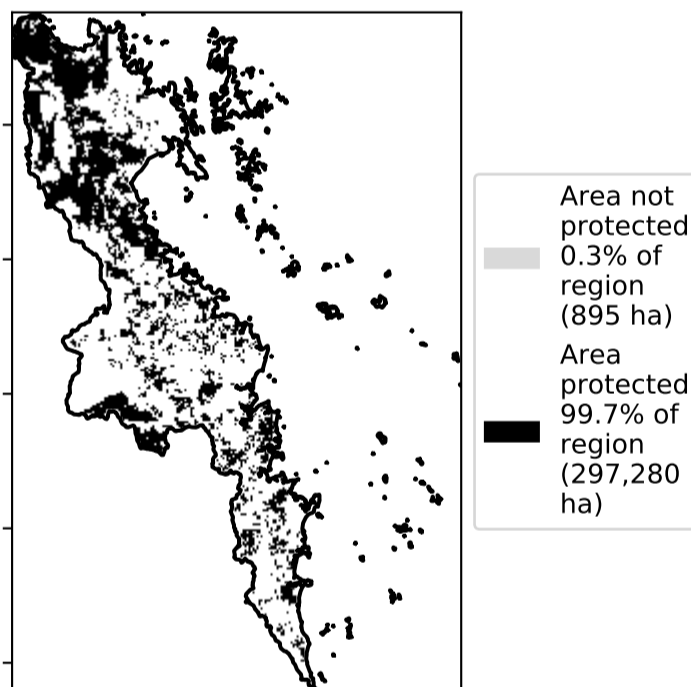 Area not
protected
0.3% of
region
(895 ha)
Area
protected
99.7% of
region
(297,280
ha)